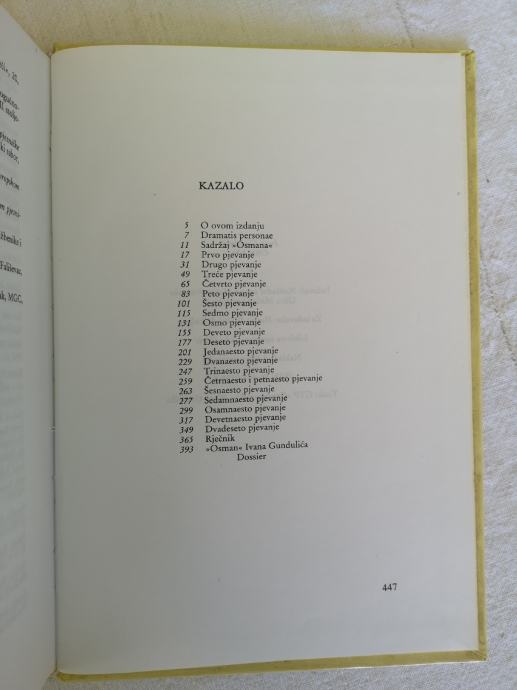 KAZALO
5 O ovom izdanju
7 Dramatis personae
11 Sadržaj »Osmana«
17 Prvo pjevanje
31 Drugo pjevanje
49 Treće pjevanje
65 Četvrto pjevanje
83 Peto pjevanje
101 Šesto pjevanje
115 Sedmo pjevanje
131 Osmo pjevanje
155 Deveto pjevanje
177 Deseto pjevanje
201 Jedanaesto pjevanje
229 Dvanaesto pjevanje
247 Trinaesto pjevanje
259 Četrnaesto i petnaesto pjevanje
263 Šesnaesto pjevanje
277 Sedamnaesto pjevanje
299 Osamnaesto pjevanje
317 Devetnaesto pjevanje
349 Dvadeseto pjevanje
365 Rječnik
393 »Osman« Ivana Gundulića
Dossier
447